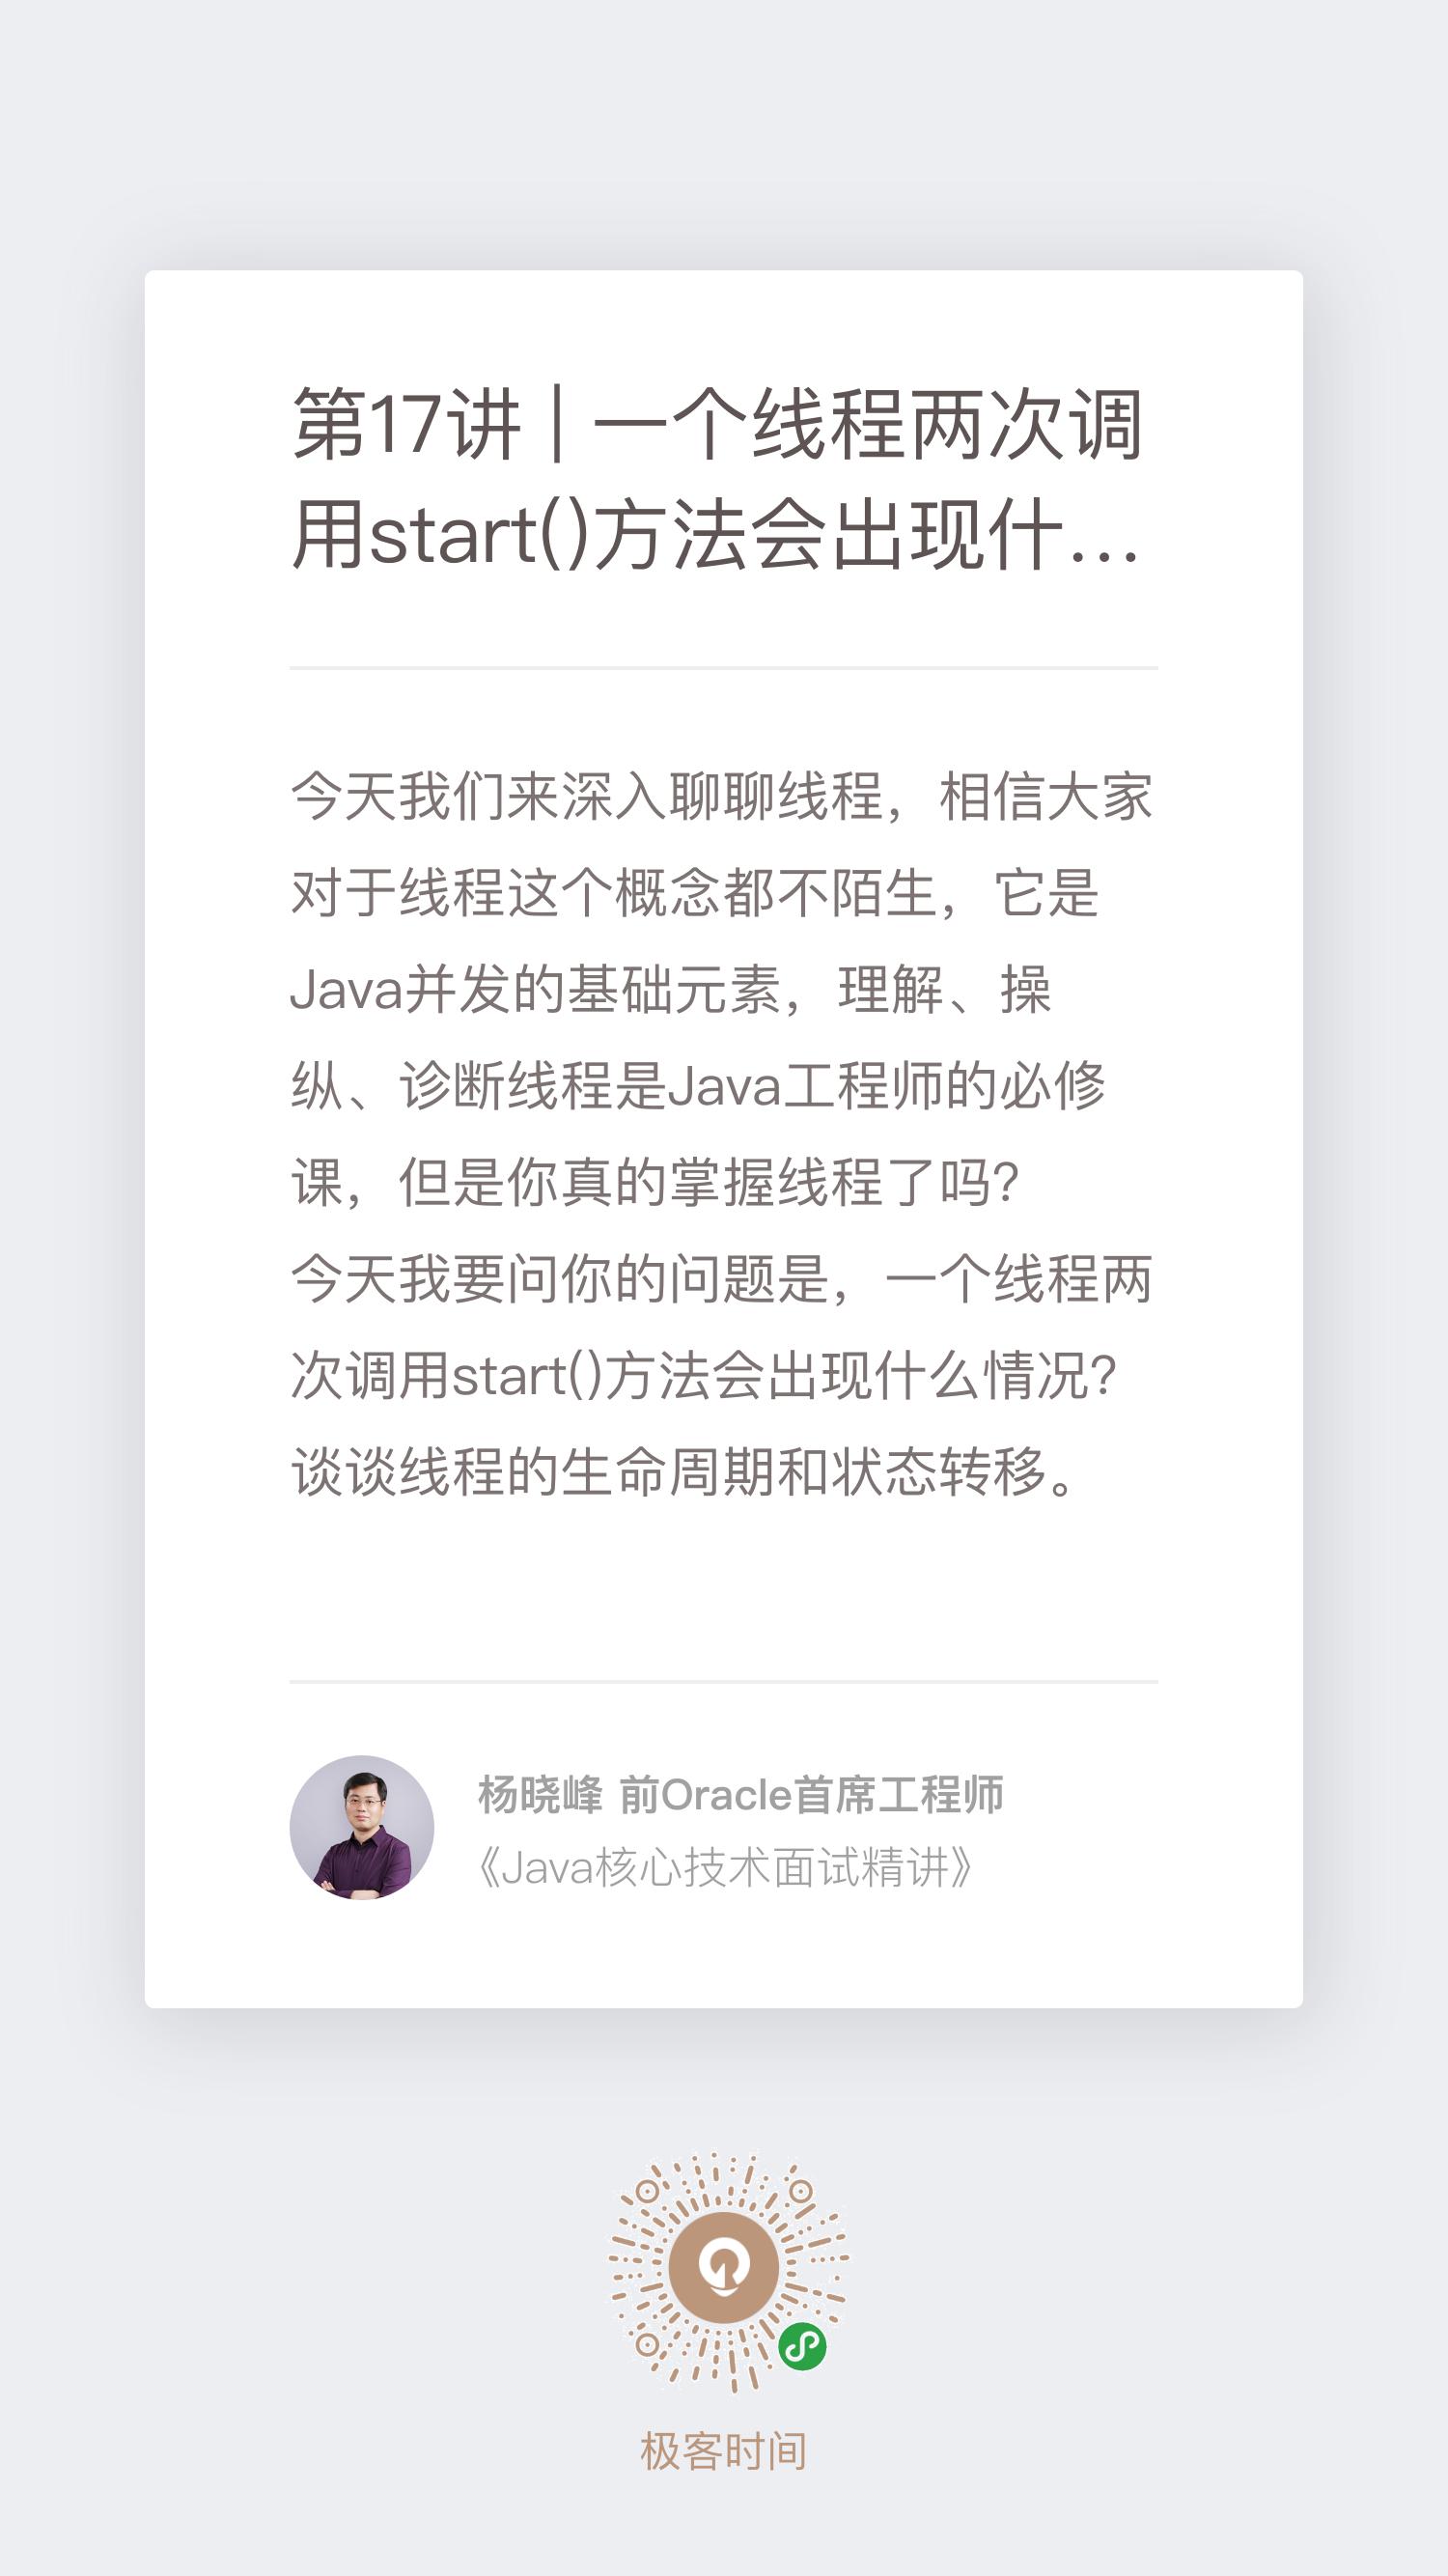 第17讲 | 一个线程两次调
用start()方法会出现什...
今天我们来深入聊聊线程，相信大家
对于线程这个概念都不陌生，它是
Java并发的基础元素，理解、操
纵、诊断线程是Java工程师的必修
课，但是你真的掌握线程了吗?
今天我要问你的问题是，一个线程两
次调用start()方法会出现什么情况?
谈谈线程的生命周期和状态转移。
杨晓峰 前Oracle首席工程师
《Java核心技术面试精讲》
极客时间